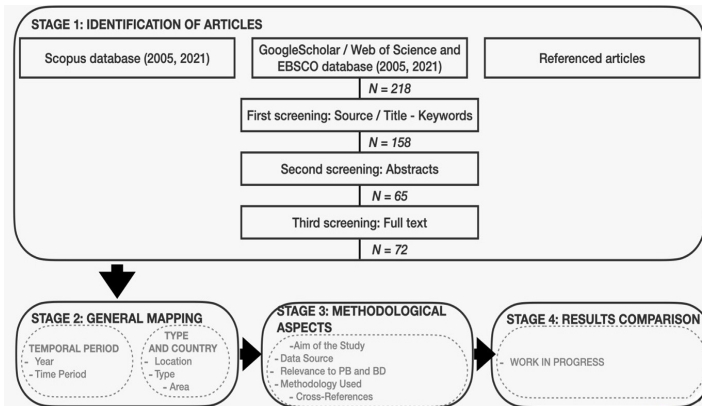 STAGE 1: IDENTIFICATION OF ARTICLES
Scopus database (2005, 2021)
GoogleScholar / Web of Science and
EBSCO database (2005, 2021)
Referenced articles
N = 218
First screening: Source / Title - Keywords
N = 158
Second screening: Abstracts
N = 65
Third screening: Full text
N = 72
STAGE 2: GENERAL MAPPING
TEMPORAL PERIOD
- Year
- Time Period
TYPE
AND COUNTRY
- Location
- Type
- Area
STAGE 3: METHODOLOGICAL
ASPECTS
-Aim of the Study
- Data Source
- Relevance to PB and BD
- Methodology Used
- Cross-References
STAGE 4: RESULTS COMPARISON
- WORK IN PROGRESS